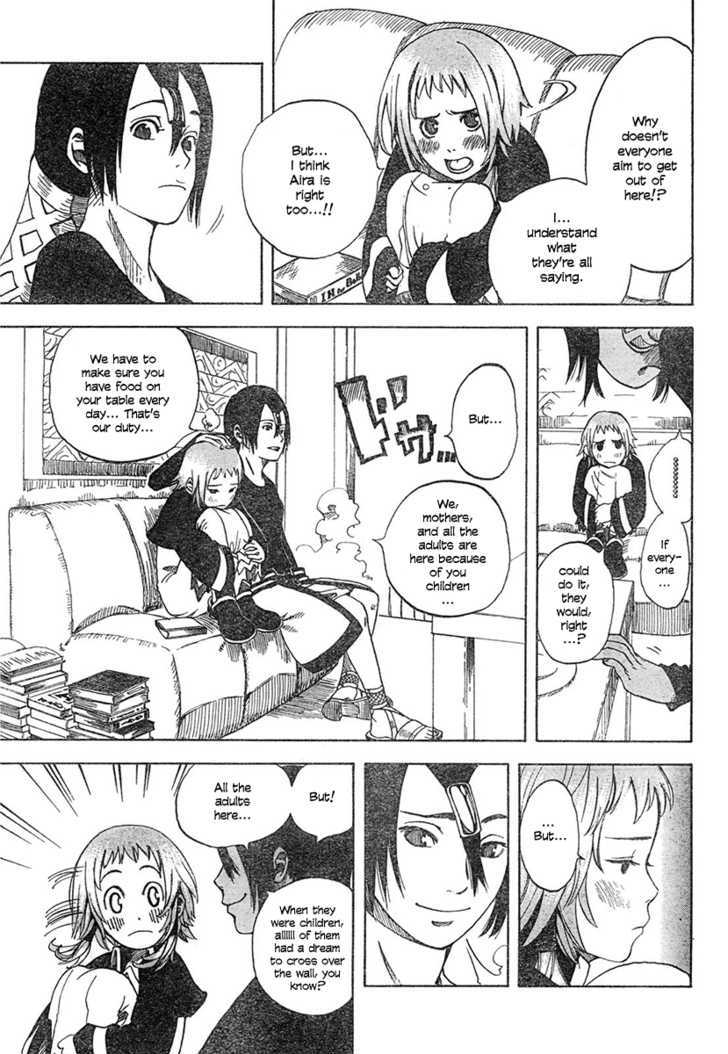 Why
doesn't
everyone
aim to get
out of
here!?
I...
understand
what
they're all
saying.
But...
I think
Aira is
right
too...!!
If
every-
one
...
could
do it,
they
would,
right
...?
But...
ドサ...
We,
mothers,
and all the
adults are
here because
of you
children
...
We have to
make sure you
have food on
your table every
day... That's
our duty...
...
But...
But!
All the
adults
here...
When they
were children,
allllll of them
had a dream
to cross over
the wall, you
know?